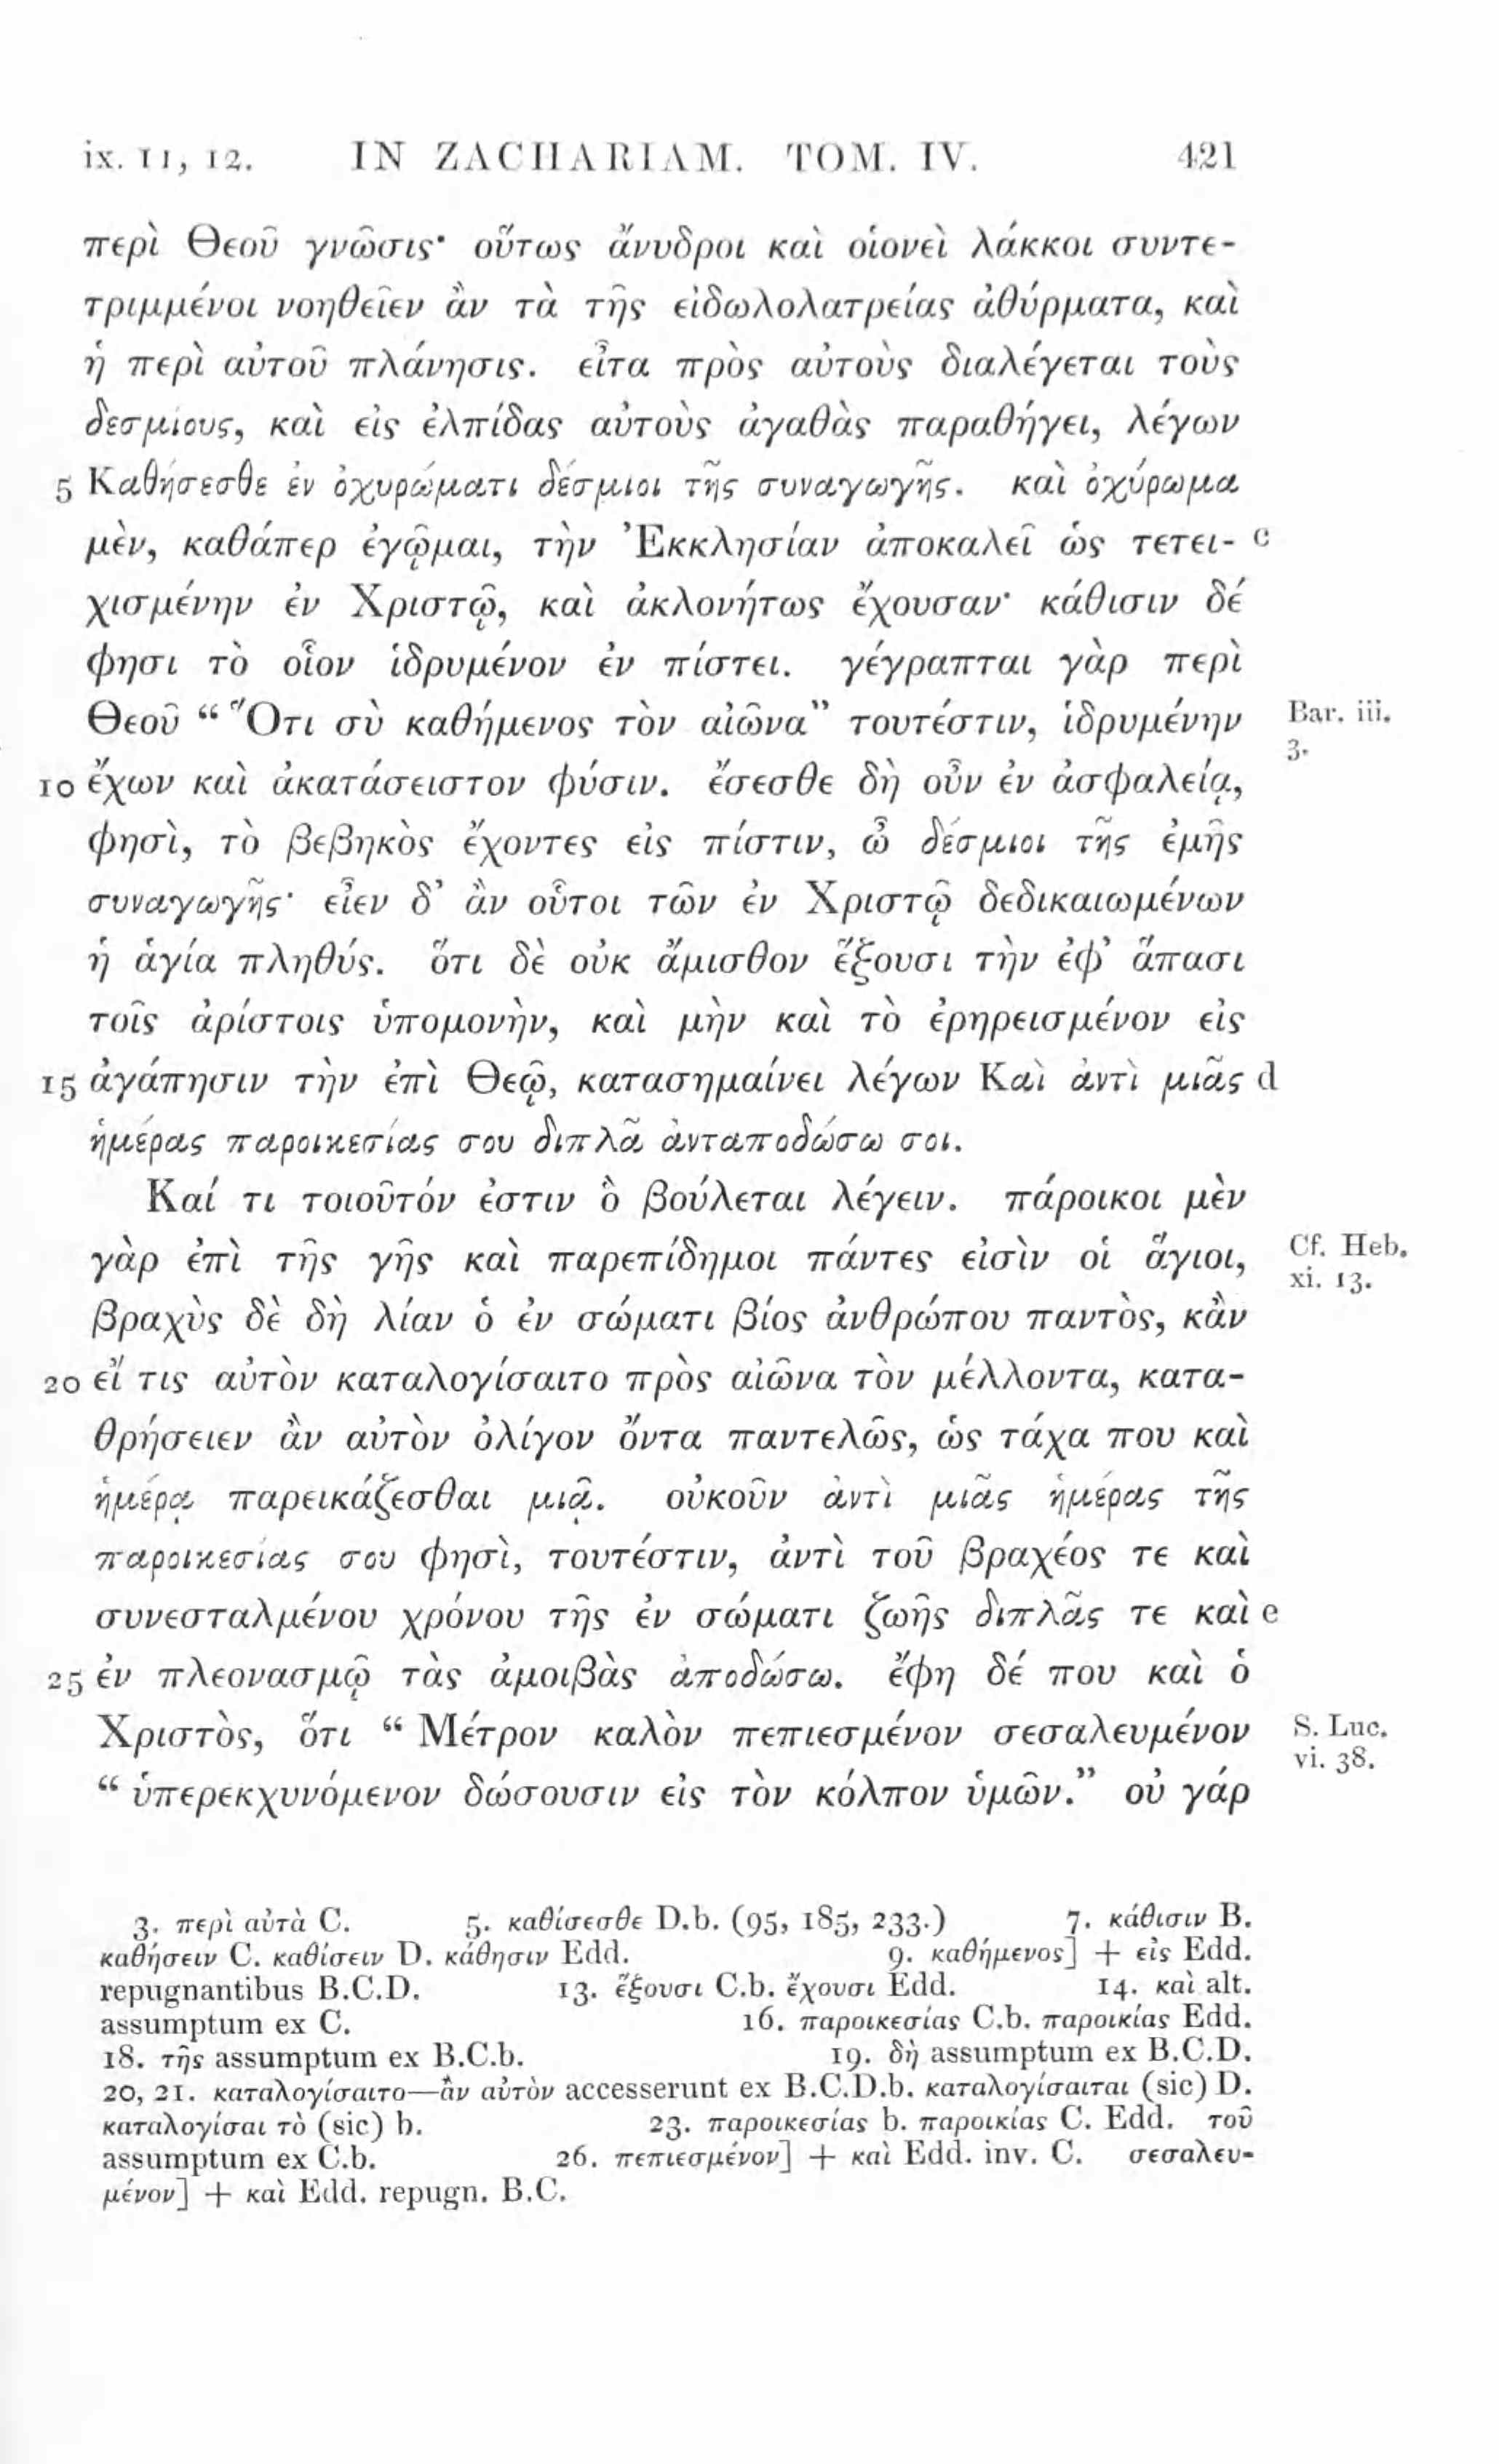 ix. 11, 12. IN ZACHARIAM. TOM. IV. 421
περὶ Θεοῦ γνῶσις· οὕτως ἄνυδροι καὶ οἱονεὶ λάκκοι συντε-
τριμμένοι νοηθεῖεν ἂν τὰ τῆς εἰδωλολατρείας ἀθύρματα, καὶ
ἡ περὶ αὐτοῦ πλάνησις. εἶτα πρὸς αὐτοὺς διαλέγεται τοὺς
δεσμίους, καὶ εἰς ἐλπίδας αὐτοὺς ἀγαθὰς παραθήγει, λέγων
5 Καθήσεσθε ἐν ὀχυρώματι δέσμιοι τῆς συναγωγῆς. καὶ ὀχύρωμα
μὲν, καθάπερ ἐγᾦμαι, τὴν Ἐκκλησίαν ἀποκαλεῖ ὡς τετει- c
χισμένην ἐν Χριστῷ, καὶ ἀκλονήτως ἔχουσαν· κάθισιν δέ
φησι τὸ οἷον ἱδρυμένον ἐν πίστει. γέγραπται γὰρ περὶ
Θεοῦ “ Ὅτι σὺ καθήμενος τὸν αἰῶνα” τουτέστιν, ἱδρυμένην Bar. iii.
3.
10 ἔχων καὶ ἀκατάσειστον φύσιν. ἔσεσθε δὴ οὖν ἐν ἀσφαλείᾳ,
φησὶ, τὸ βεβηκὸς ἔχοντες εἰς πίστιν, ὦ δέσμιοι τῆς ἐμῆς
συναγωγῆς· εἶεν δ’ ἂν οὗτοι τῶν ἐν Χριστῷ δεδικαιωμένων
ἡ ἁγία πληθύς. ὅτι δὲ οὐκ ἄμισθον ἕξουσι τὴν ἐφ’ ἅπασι
τοῖς ἀρίστοις ὑπομονὴν, καὶ μὴν καὶ τὸ ἐρηρεισμένον εἰς
15 ἀγάπησιν τὴν ἐπὶ Θεῷ, κατασημαίνει λέγων Καὶ ἀντὶ μιᾶς d
ἡμέρας παροικεσίας σου διπλᾶ ἀνταποδώσω σοι.
Καί τι τοιοῦτόν ἐστιν ὃ βούλεται λέγειν. πάροικοι μὲν
γὰρ ἐπὶ τῆς γῆς καὶ παρεπίδημοι πάντες εἰσὶν οἱ ἅγιοι, Cf. Heb.
xi. 13.
βραχὺς δὲ δὴ λίαν ὁ ἐν σώματι βίος ἀνθρώπου παντὸς, κἂν
20 εἴ τις αὐτὸν καταλογίσαιτο πρὸς αἰῶνα τὸν μέλλοντα, κατα-
θρήσειεν ἂν αὐτὸν ὀλίγον ὄντα παντελῶς, ὡς τάχα που καὶ
ἡμέρᾳ παρεικάζεσθαι μιᾷ. οὐκοῦν ἀντὶ μιᾶς ἡμέρας τῆς
παροικεσίας σου φησὶ, τουτέστιν, ἀντὶ τοῦ βραχέος τε καὶ
συνεσταλμένου χρόνου τῆς ἐν σώματι ζωῆς διπλᾶς τε καὶ e
25 ἐν πλεονασμῷ τὰς ἀμοιβὰς ἀποδώσω. ἔφη δέ που καὶ ὁ
Χριστὸς, ὅτι “ Μέτρον καλὸν πεπιεσμένον σεσαλευμένον S. Luc.
vi. 38.
“ ὑπερεκχυνόμενον δώσουσιν εἰς τὸν κόλπον ὑμῶν.” οὐ γάρ
3. περὶ αὐτὰ C. 5. καθίσεσθε D.b. (95, 185, 233.) 7. κάθισιν B.
καθήσειν C. καθίσειν D. κάθησιν Edd. 9. καθήμενος] + εἰς Edd.
repugnantibus B.C.D. 13. ἕξουσι C.b. ἔχουσι Edd. 14. καὶ alt.
assumptum ex C. 16. παροικεσίας C.b. παροικίας Edd.
18. τῆς assumptum ex B.C.b. 19. δὴ assumptum ex B.C.D.
20, 21. καταλογίσαιτο—ἂν αὐτὸν accesserunt ex B.C.D.b. καταλογίσαιται (sic) D.
καταλογίσαι τὸ (sic) b. 23. παροικεσίας b. παροικίας C. Edd. τοῦ
assumptum ex C.b. 26. πεπιεσμένον] + καὶ Edd. inv. C. σεσαλευ-
μένον] + καὶ Edd. repugn. B.C.